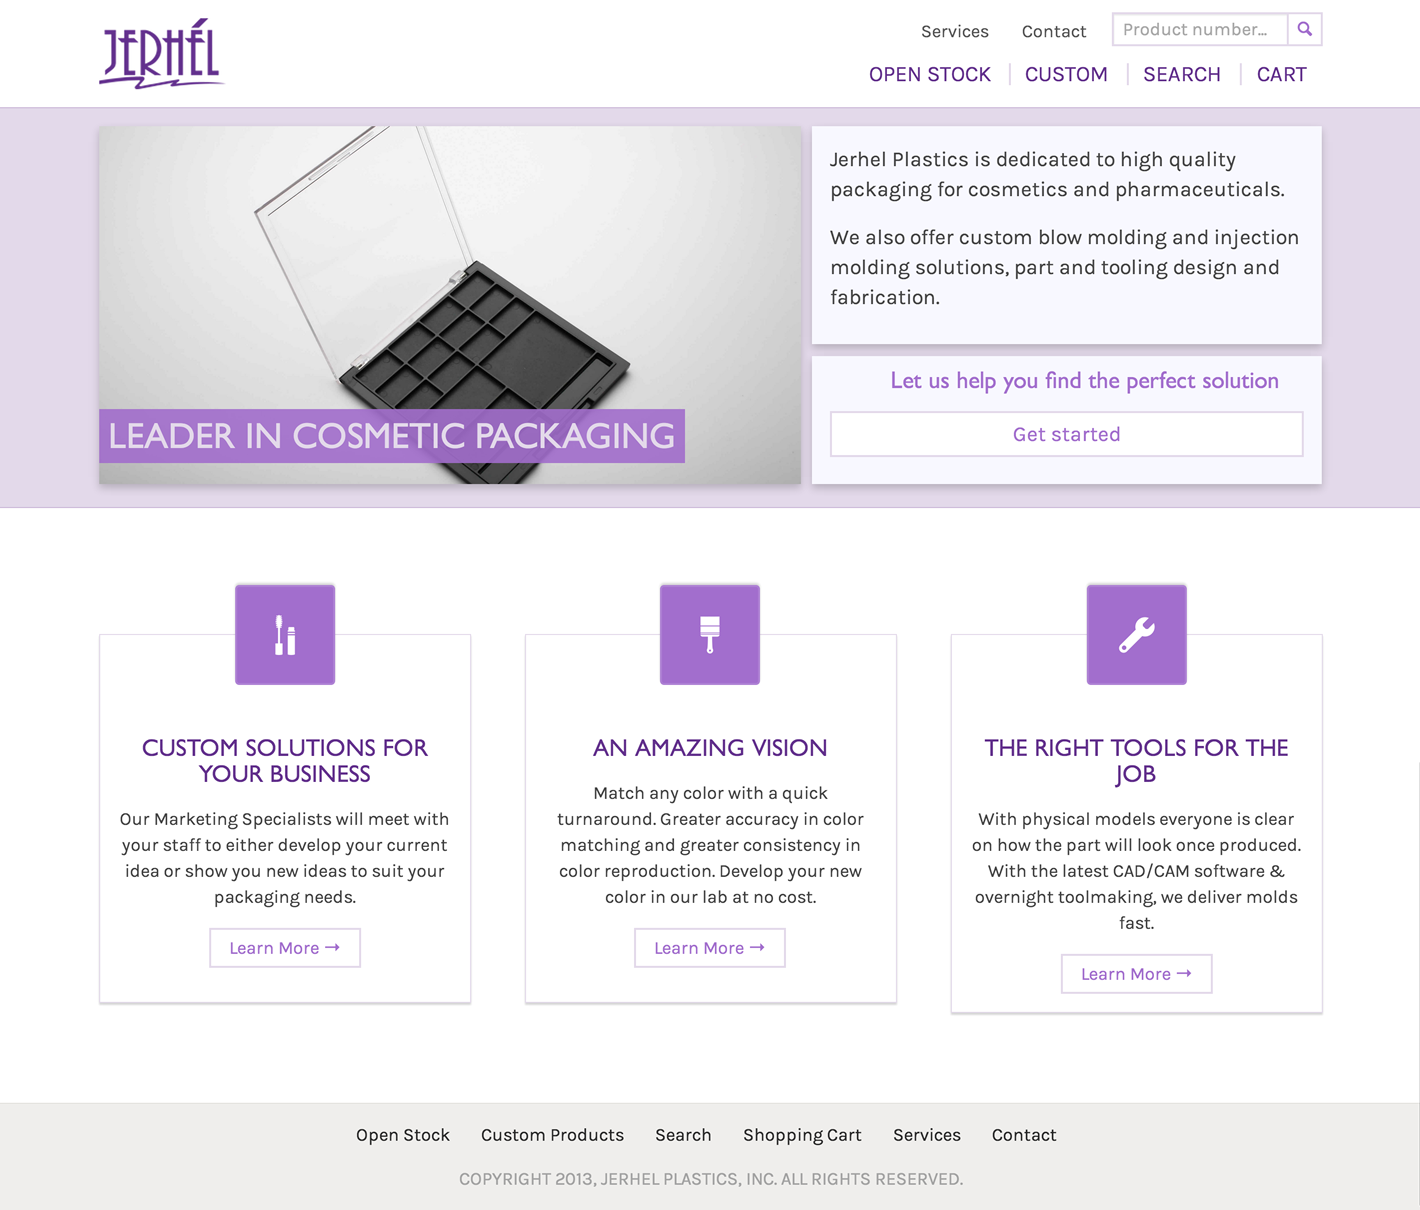 JERHÉL
Services Contact Product number...
OPEN STOCK CUSTOM SEARCH CART
Jerhel Plastics is dedicated to high quality
packaging for cosmetics and pharmaceuticals.
We also offer custom blow molding and injection
molding solutions, part and tooling design and
fabrication.
LEADER IN COSMETIC PACKAGING
Let us help you find the perfect solution
Get started
CUSTOM SOLUTIONS FOR
YOUR BUSINESS
Our Marketing Specialists will meet with
your staff to either develop your current
idea or show you new ideas to suit your
packaging needs.
Learn More →
AN AMAZING VISION
Match any color with a quick
turnaround. Greater accuracy in color
matching and greater consistency in
color reproduction. Develop your new
color in our lab at no cost.
Learn More →
THE RIGHT TOOLS FOR THE
JOB
With physical models everyone is clear
on how the part will look once produced.
With the latest CAD/CAM software &
overnight toolmaking, we deliver molds
fast.
Learn More →
Open Stock Custom Products Search Shopping Cart Services Contact
COPYRIGHT 2013, JERHEL PLASTICS, INC. ALL RIGHTS RESERVED.